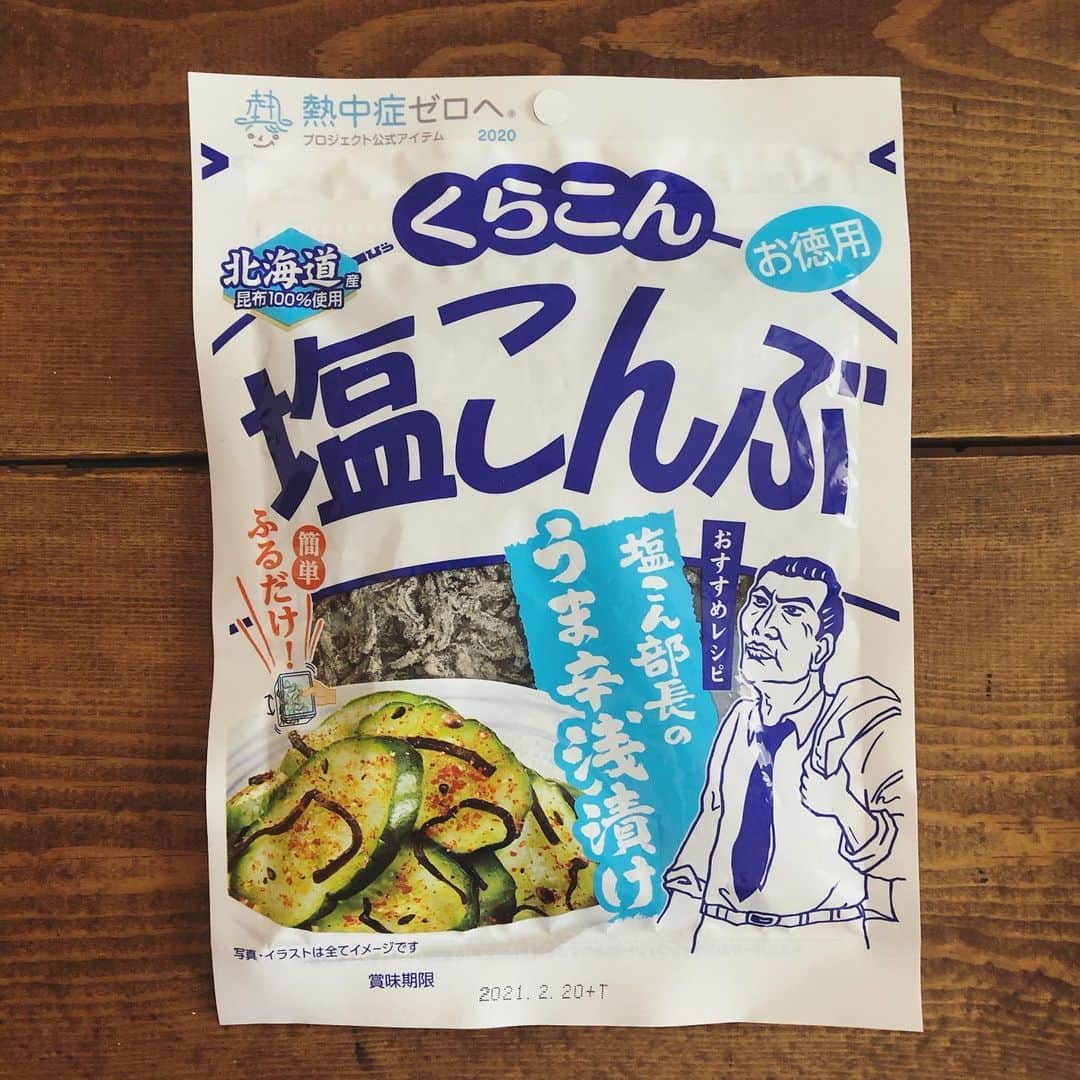 熱中症ゼロへ®
プロジェクト公式アイテム 2020
くらこん
お徳用
北海道産
昆布100%使用
塩こんぶ
簡単
ふるだけ!
おすすめレシピ
塩こん部長の
うま辛浅漬け
写真・イラストは全てイメージです
賞味期限 2021. 2. 20+T